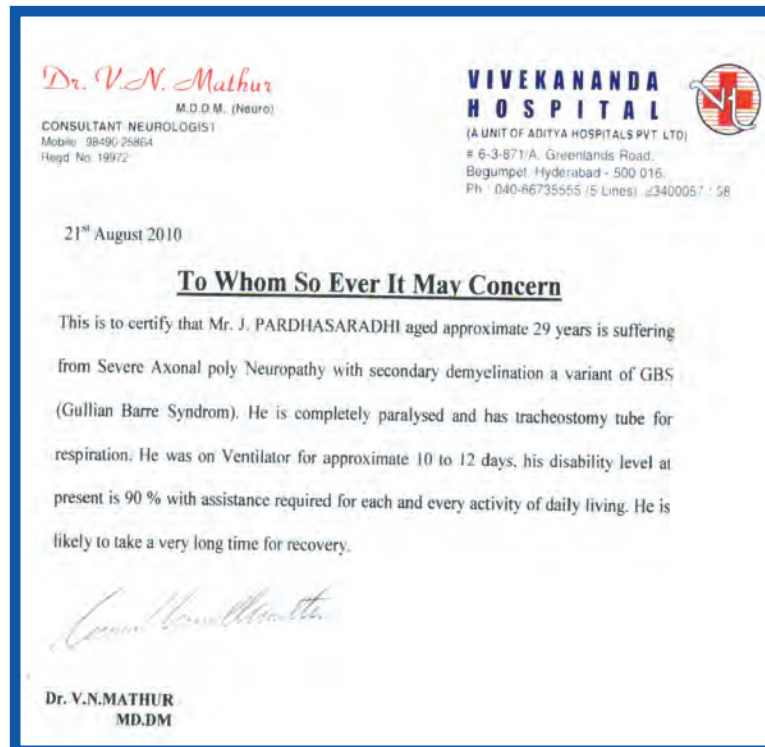 Dr. V.N. Mathur
M.D.D.M. (Neuro)
CONSULTANT NEUROLOGIST
Mobile : 98490 25864
Regd. No. 19972
VIVEKANANDA
HOSPITAL
(A UNIT OF ADITYA HOSPITALS PVT. LTD)
# 6-3-871/A, Greenlands Road,
Begumpet, Hyderabad - 500 016.
Ph : 040-66735555 (5 Lines) 23400057 : 58
21st August 2010
To Whom So Ever It May Concern
This is to certify that Mr. J. PARDHASARADHI aged approximate 29 years is suffering
from Severe Axonal poly Neuropathy with secondary demyelination a variant of GBS
(Gullian Barre Syndrom). He is completely paralysed and has tracheostomy tube for
respiration. He was on Ventilator for approximate 10 to 12 days, his disability level at
present is 90 % with assistance required for each and every activity of daily living. He is
likely to take a very long time for recovery.
Dr. V.N.MATHUR
MD.DM